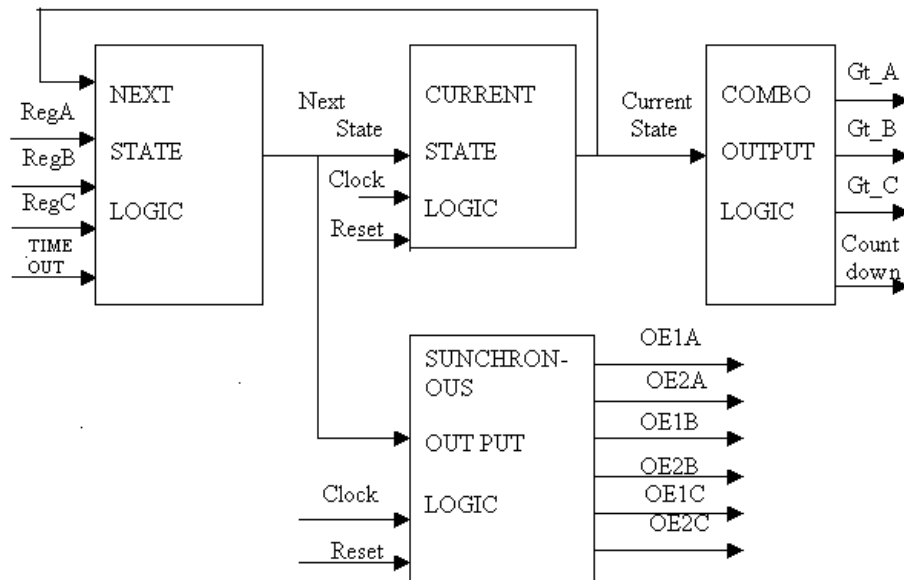 NEXT
STATE
LOGIC
RegA
RegB
RegC
TIME
OUT
Next
State
CURRENT
STATE
LOGIC
Clock
Reset
Current
State
COMBO
OUTPUT
LOGIC
Gt_A
Gt_B
Gt_C
Count
down
SUNCHRON-
OUS
OUT PUT
LOGIC
Clock
Reset
OE1A
OE2A
OE1B
OE2B
OE1C
OE2C